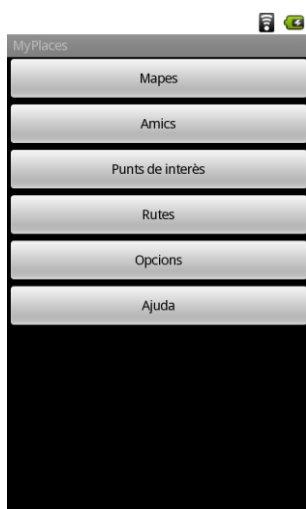 MyPlaces
Mapes
Amics
Punts de interès
Rutes
Opcions
Ajuda